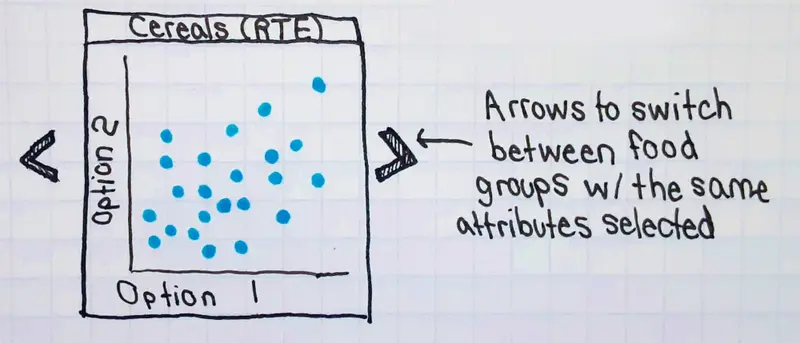 Cereals (RTE)
Option 2
Option 1
Arrows to switch
between food
groups w/ the same
attributes selected